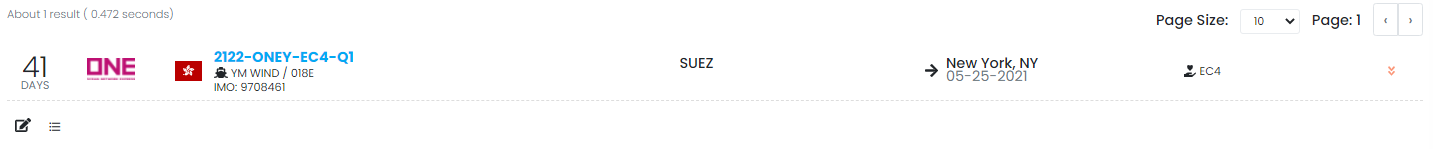 About 1 result ( 0.472 seconds)
Page Size: 10 Page: 1 ‹ ›
41
DAYS
ONE
2122-ONEY-EC4-Q1
YM WIND / 018E
IMO: 9708461
SUEZ
New York, NY
05-25-2021
EC4